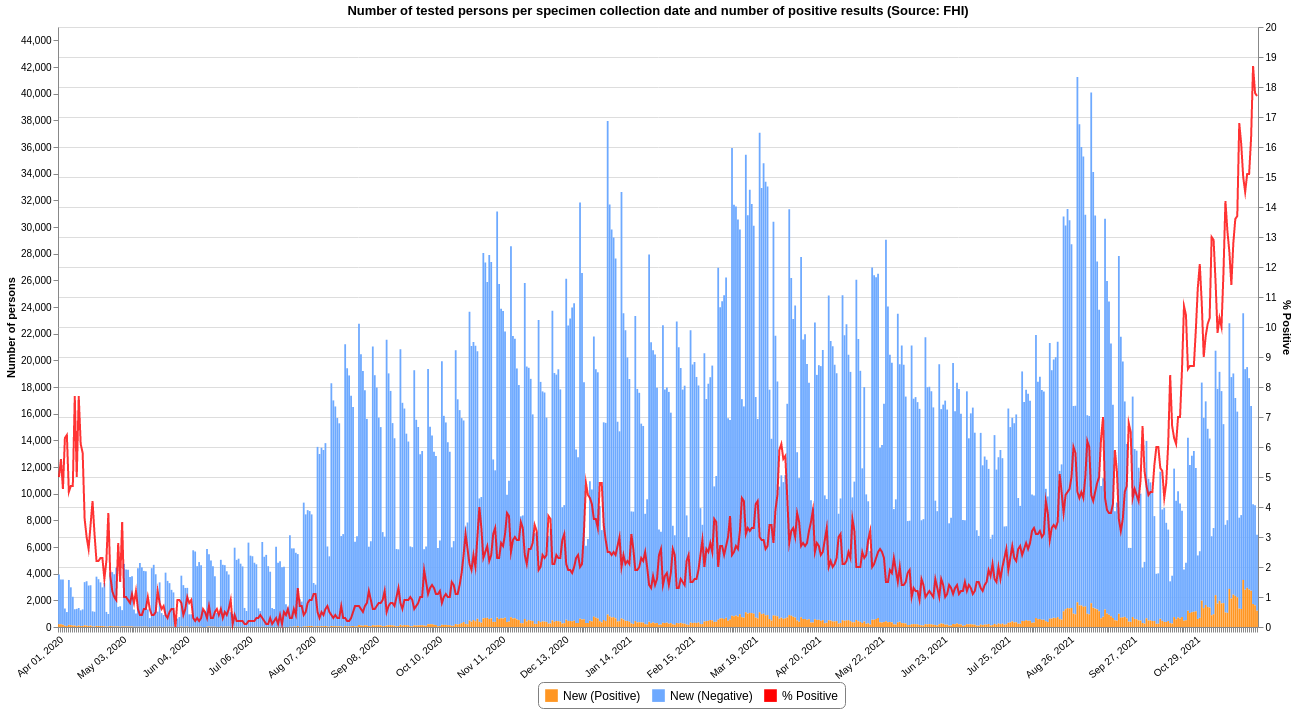 Number of tested persons per specimen collection date and number of positive results (Source: FHI)
Number of persons
44,000
42,000
40,000
38,000
36,000
34,000
32,000
30,000
28,000
26,000
24,000
22,000
20,000
18,000
16,000
14,000
12,000
10,000
8,000
6,000
4,000
2,000
0
20
19
18
17
16
15
14
13
12
11
10
9
8
7
6
5
4
3
2
1
0
% Positive
Apr 01, 2020
May 03, 2020
Jun 04, 2020
Jul 06, 2020
Aug 07, 2020
Sep 08, 2020
Oct 10, 2020
Nov 11, 2020
Dec 13, 2020
Jan 14, 2021
Feb 15, 2021
Mar 19, 2021
Apr 20, 2021
May 22, 2021
Jun 23, 2021
Jul 25, 2021
Aug 26, 2021
Sep 27, 2021
Oct 29, 2021
New (Positive) New (Negative) % Positive